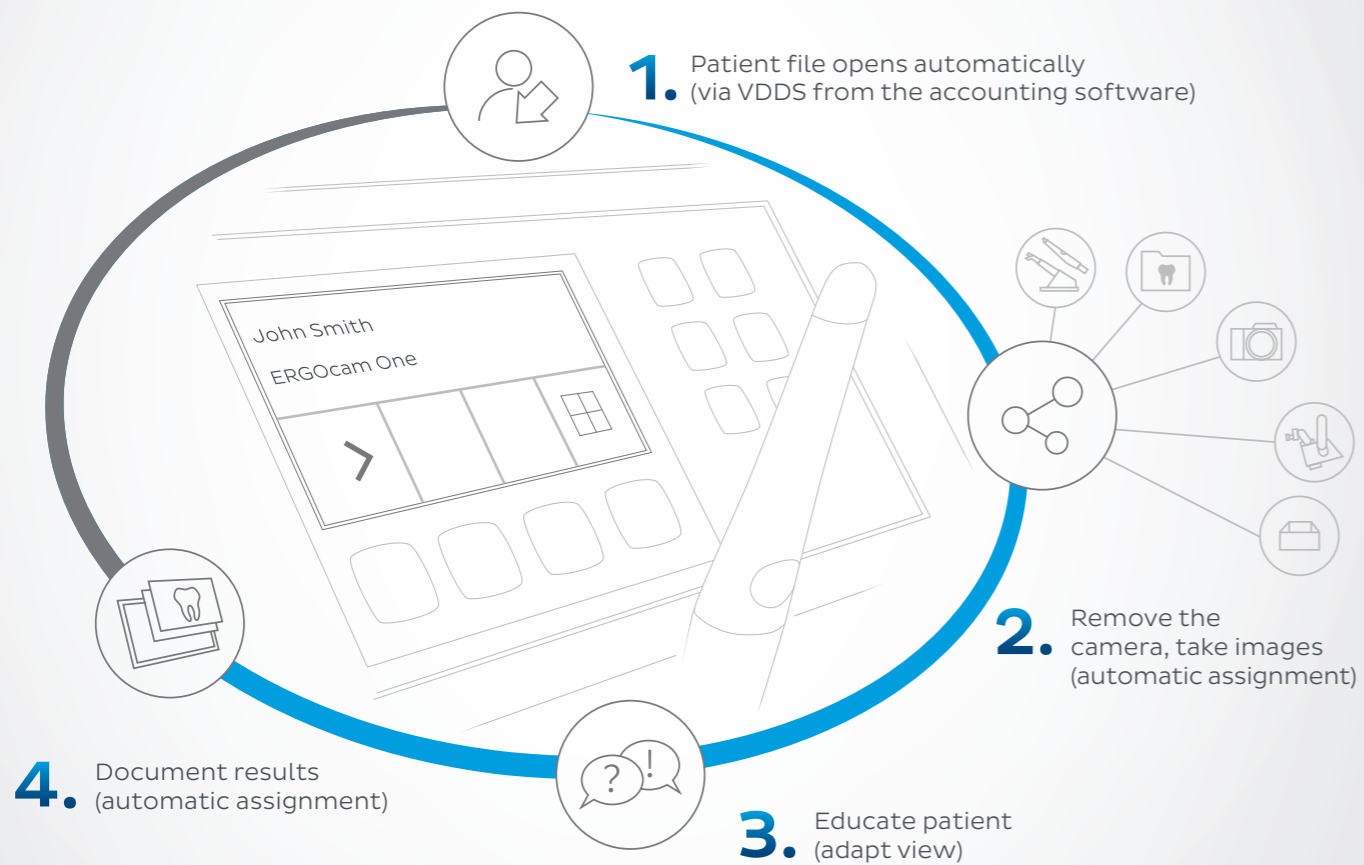 1. Patient file opens automatically
(via VDDS from the accounting software)
John Smith
ERGOcam One
2. Remove the
camera, take images
(automatic assignment)
? !
3. Educate patient
(adapt view)
4. Document results
(automatic assignment)